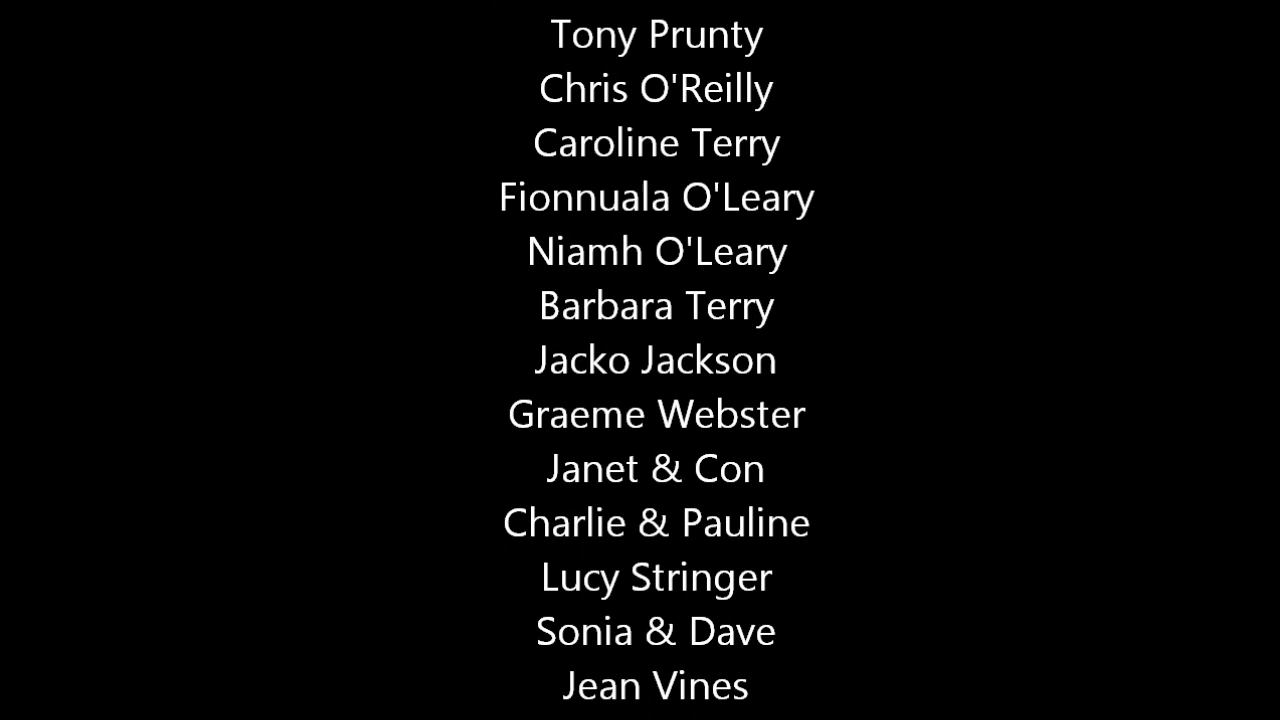 Tony Prunty
Chris O'Reilly
Caroline Terry
Fionnuala O'Leary
Niamh O'Leary
Barbara Terry
Jacko Jackson
Graeme Webster
Janet & Con
Charlie & Pauline
Lucy Stringer
Sonia & Dave
Jean Vines